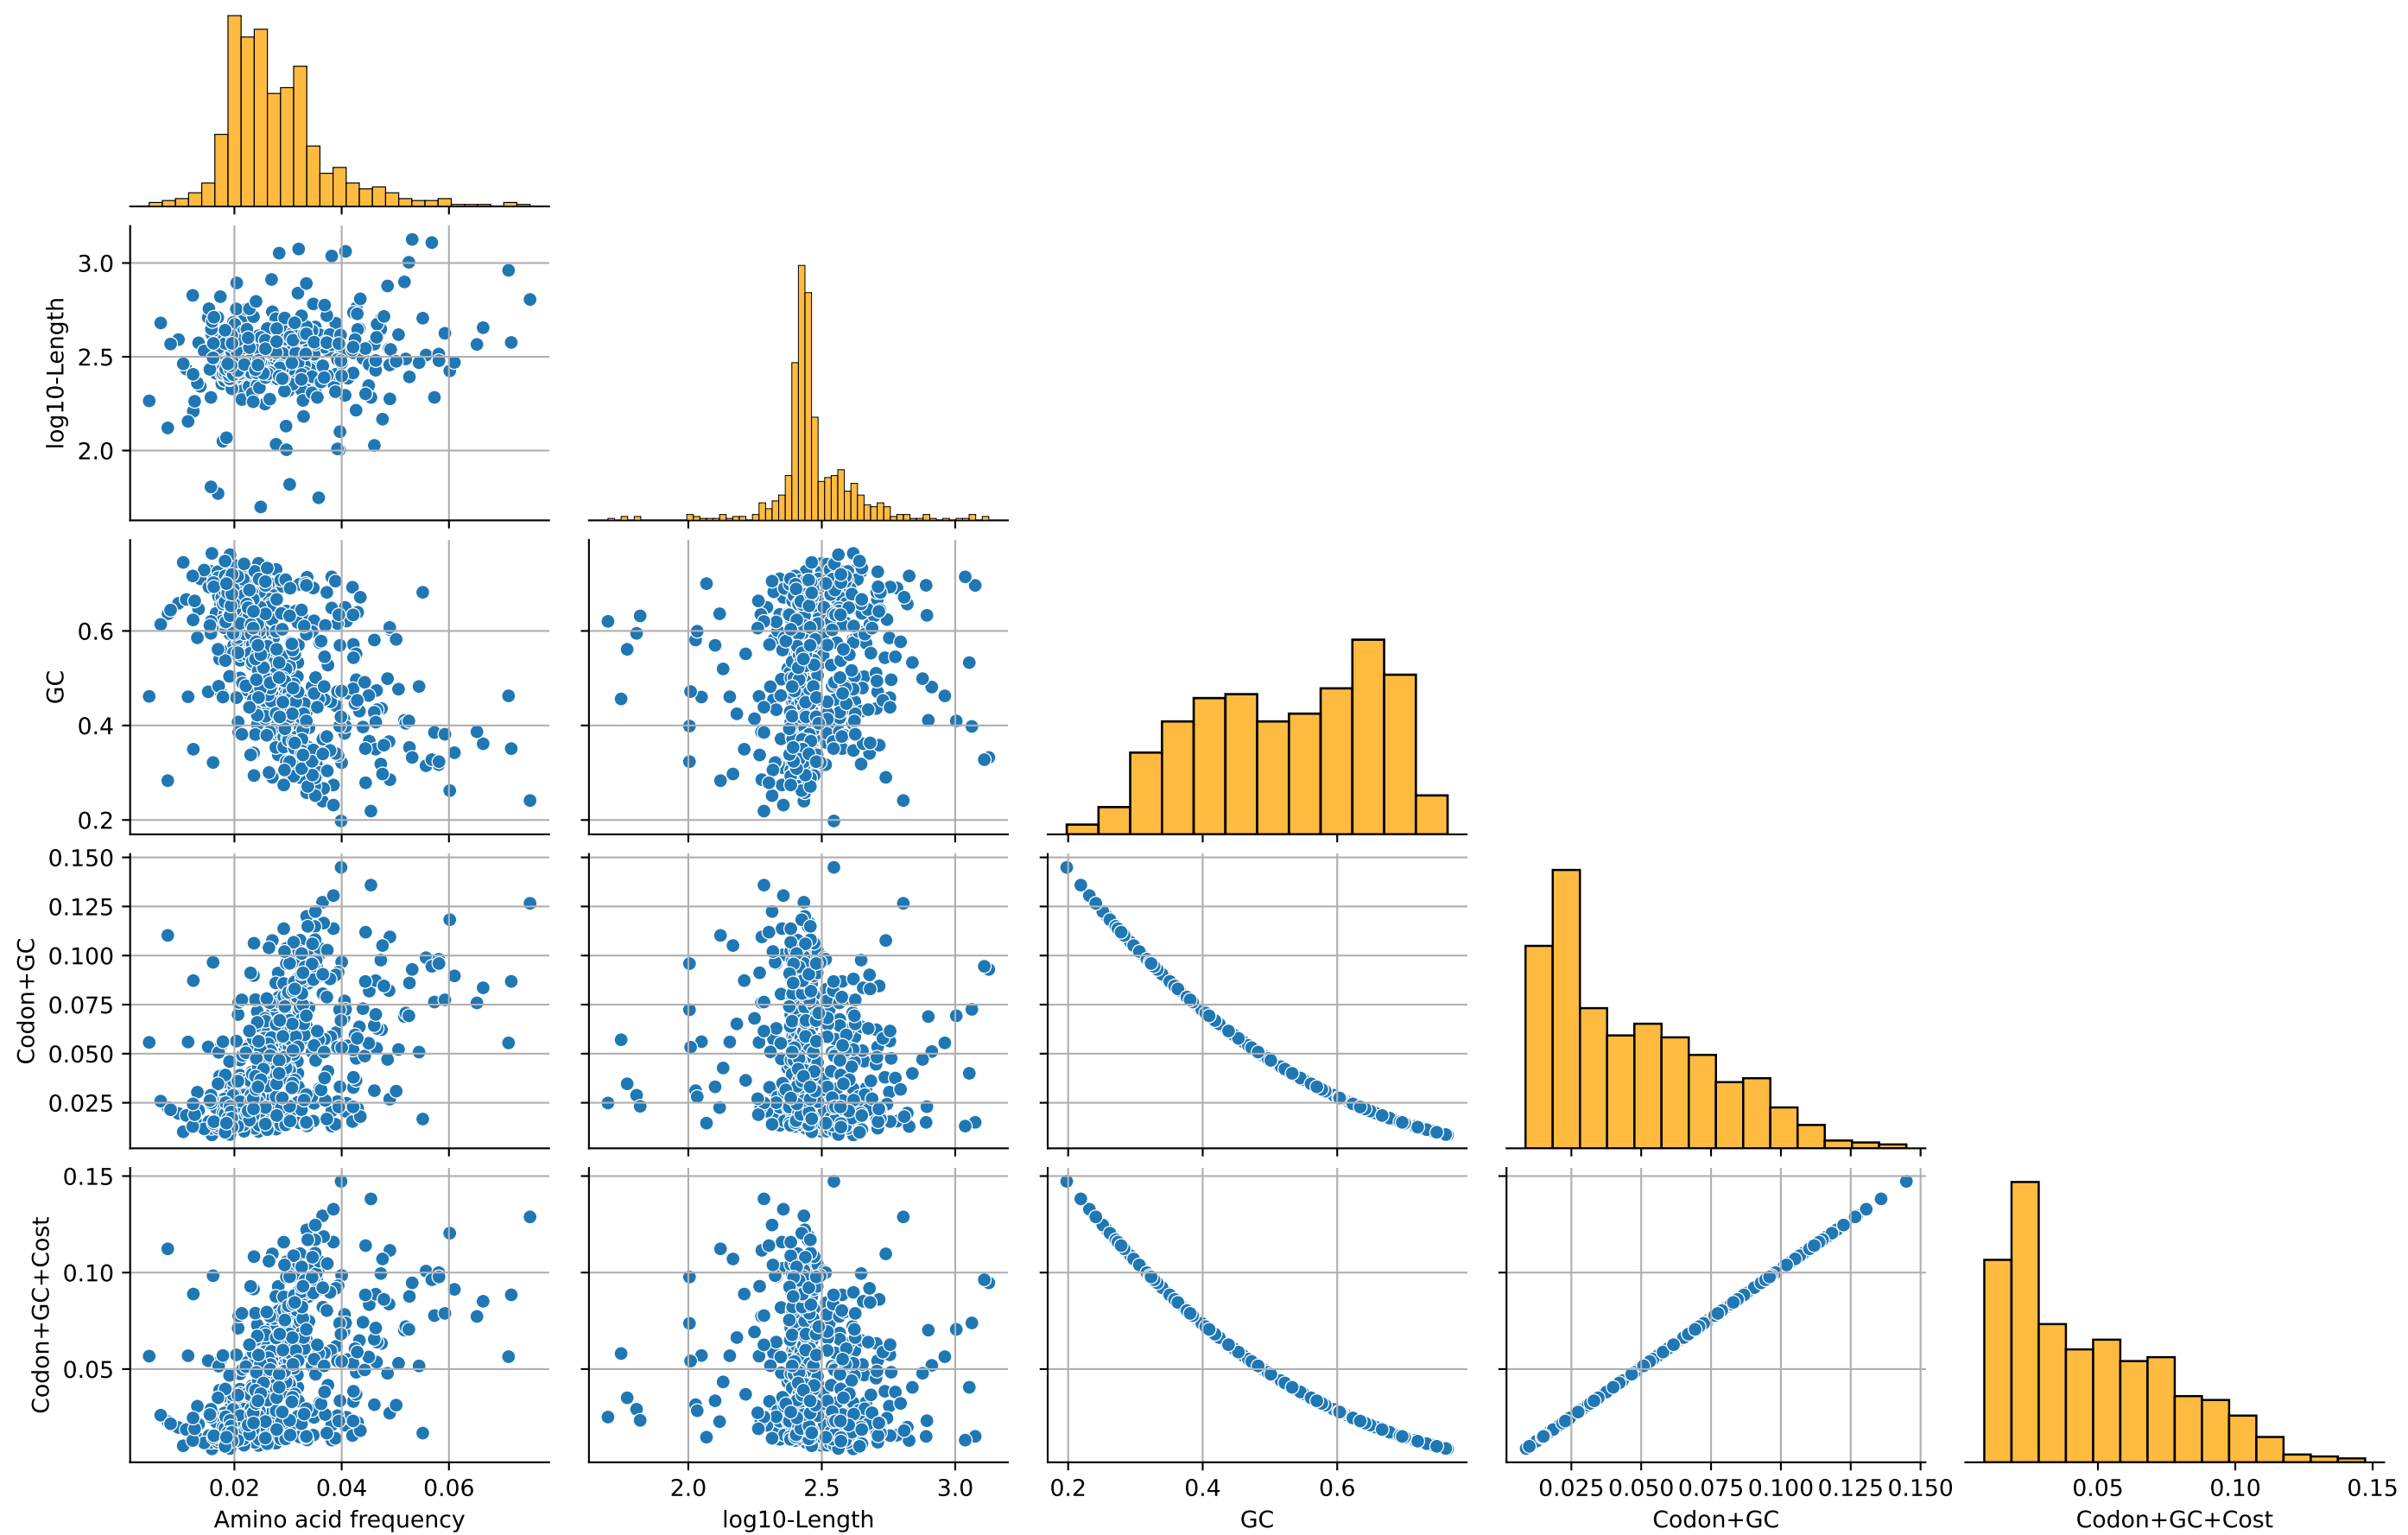 3.0
2.5
2.0
log10-Length
0.6
0.4
0.2
GC
0.150
0.125
0.100
0.075
0.050
0.025
Codon+GC
0.15
0.10
0.05
Codon+GC+Cost
0.02 0.04 0.06
Amino acid frequency
2.0 2.5 3.0
log10-Length
0.2 0.4 0.6
GC
0.025 0.050 0.075 0.100 0.125 0.150
Codon+GC
0.05 0.10 0.15
Codon+GC+Cost